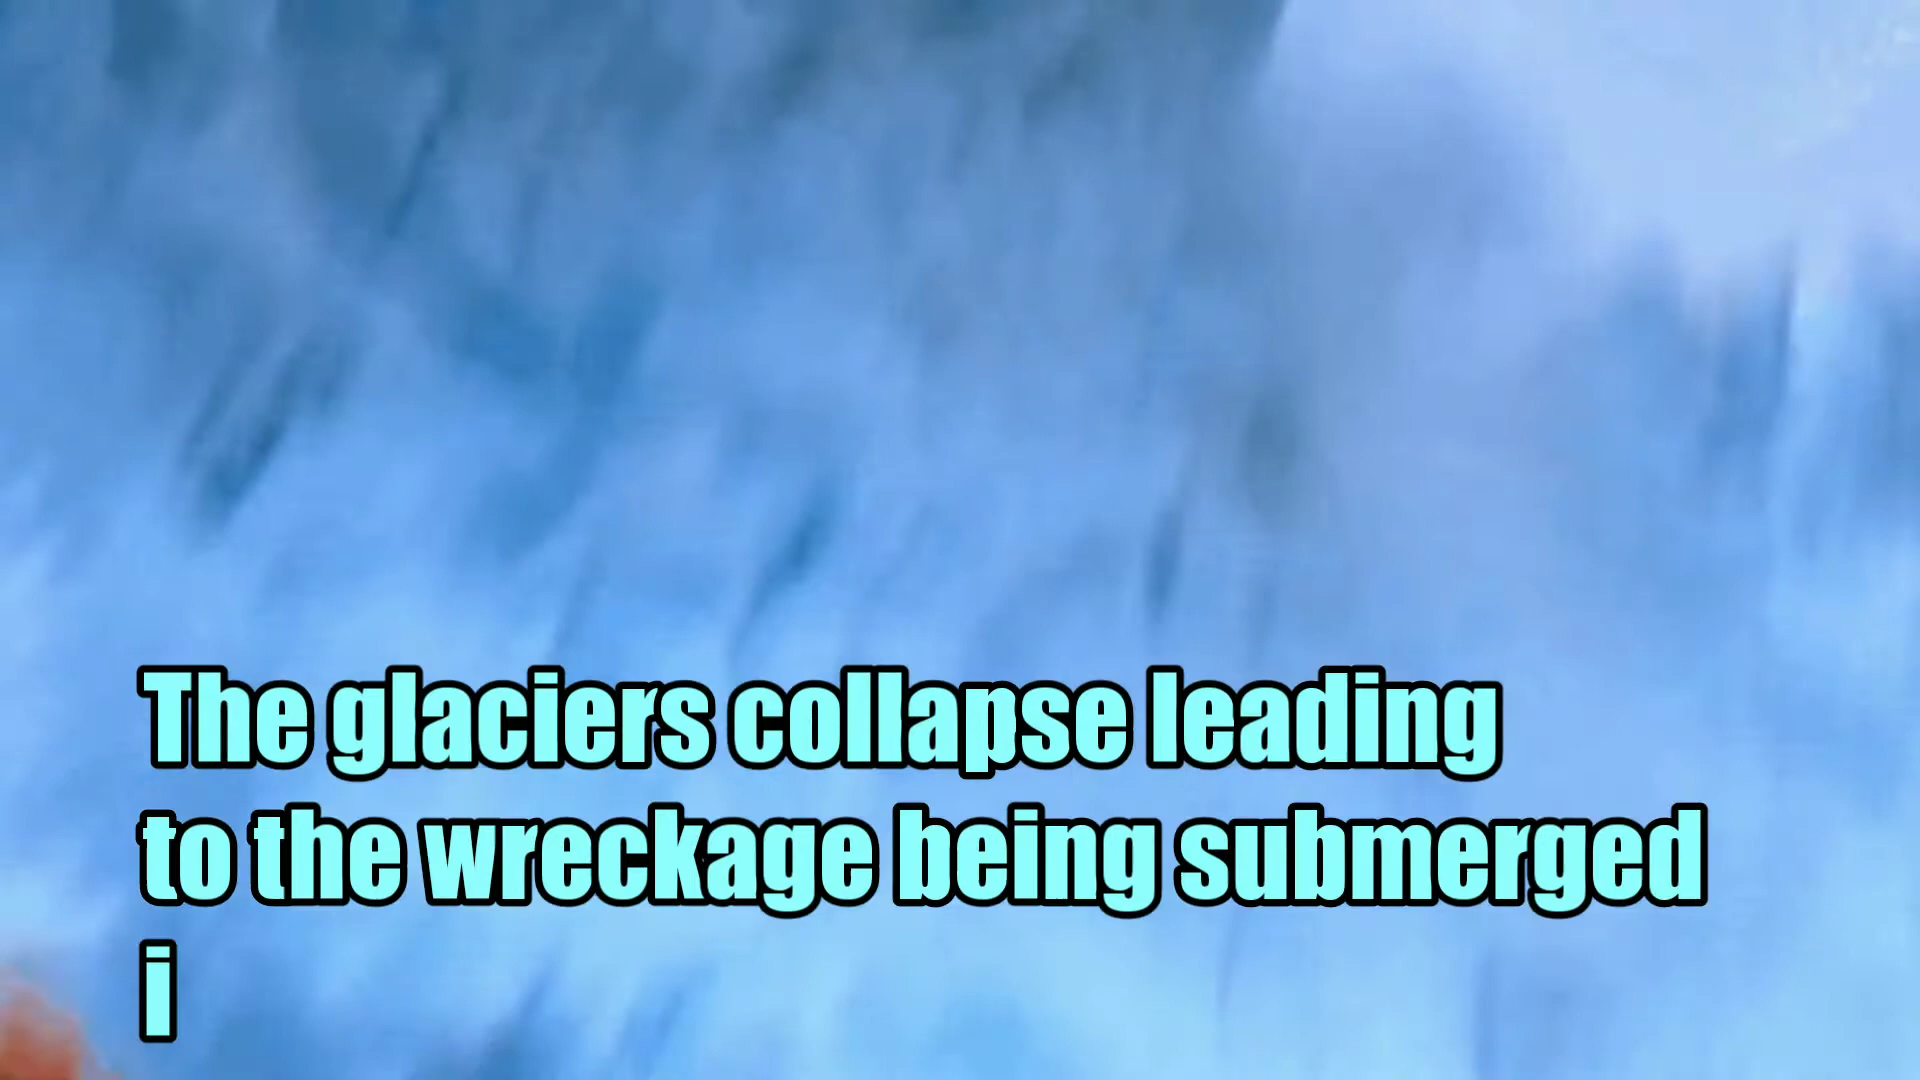 The glaciers collapse leading
to the wreckage being submerged
i